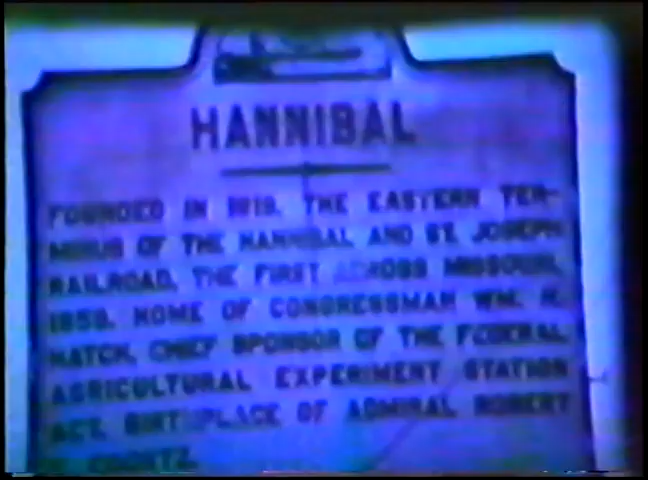 HANNIBAL
FOUNDED IN 1819. THE EASTERN TER-
MINUS OF THE HANNIBAL AND ST. JOSEPH
RAILROAD, THE FIRST ACROSS MISSOURI,
1859. HOME OF CONGRESSMAN WM. H.
HATCH, CHIEF SPONSOR OF THE FEDERAL
AGRICULTURAL EXPERIMENT STATION
ACT. BIRTHPLACE OF ADMIRAL ROBERT
COONTZ.